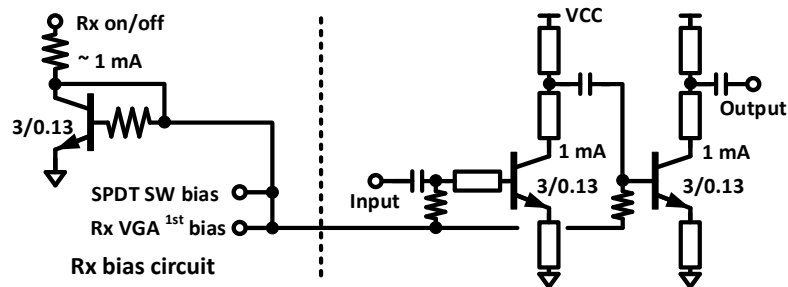 Rx on/off
~ 1 mA
3/0.13
SPDT SW bias
Rx VGA 1st bias
Rx bias circuit
VCC
Output
1 mA
1 mA
3/0.13
3/0.13
Input